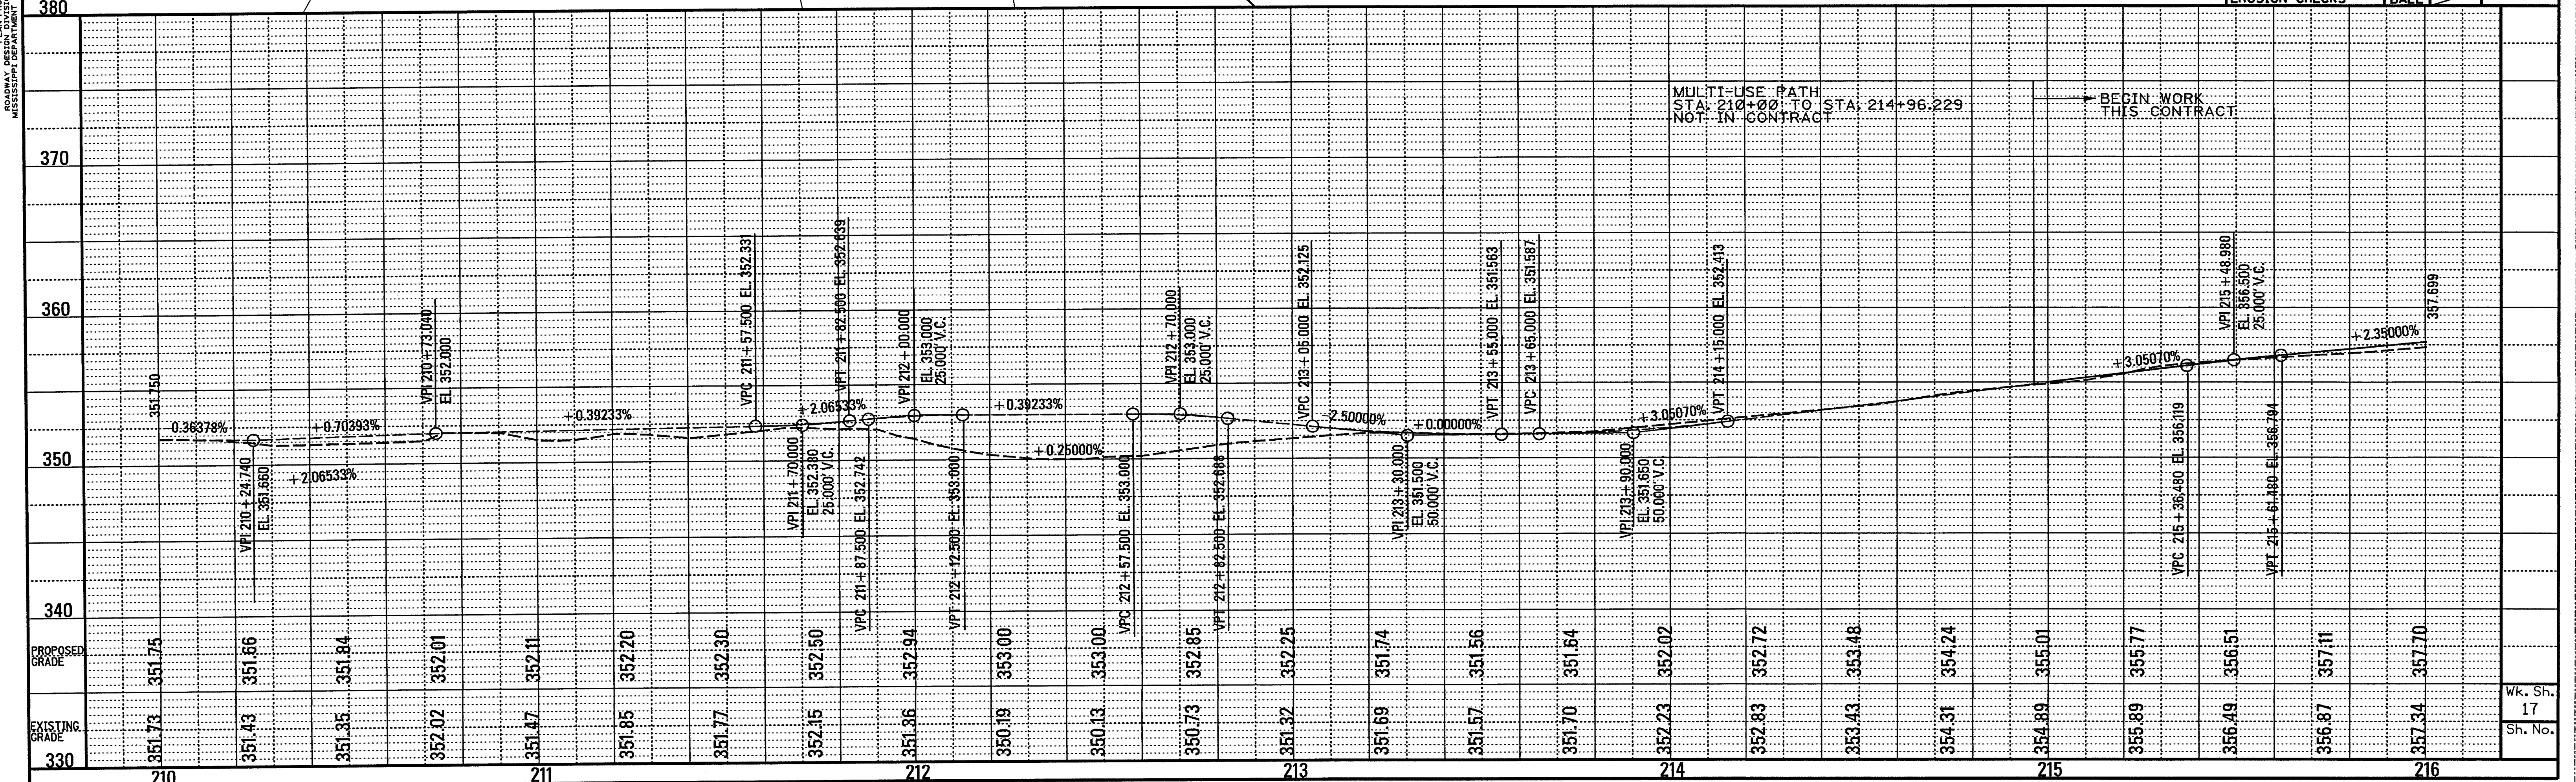 ROADWAY DESIGN DIVISION
MISSISSIPPI DEPARTMENT
EROSION CHECKS
BALE
380
370
360
350
340
330
MULTI-USE PATH
STA. 210+00 TO STA. 214+96.229
NOT IN CONTRACT
BEGIN WORK
THIS CONTRACT
351.750
-0.36378%
VPI 210+24.740
EL 351.660
+0.70393%
+2.06533%
VPI 210+73.040
EL 352.000
+0.39233%
VPC 211+57.500 EL. 352.331
VPI 211+70.000
EL. 352.380
25.000' V.C.
+2.06533%
VPT 211+82.500 EL. 352.639
VPC 211+87.500 EL. 352.742
VPI 212+00.000
EL. 353.000
25.000' V.C.
VPT 212+12.500 EL. 353.000
+0.39233%
+0.25000%
VPC 212+57.500 EL. 353.000
VPI 212+70.000
EL. 353.000
25.000' V.C.
VPT 212+82.500 EL. 352.688
VPC 213+05.000 EL. 352.125
-2.50000%
VPI 213+30.000
EL 351.500
50.000' V.C.
+0.00000%
VPT 213+55.000 EL. 351.563
VPC 213+65.000 EL. 351.587
VPI 213+90.000
EL. 351.650
50.000' V.C.
+3.05070%
VPT 214+15.000 EL. 352.413
+3.05070%
VPC 215+36.480 EL. 356.119
VPI 215+48.980
EL 356.500
25.000' V.C.
VPT 215+61.480 EL. 356.794
+2.35000%
357.699
PROPOSED
GRADE
351.75 351.66 351.84 352.01 352.11 352.20 352.30 352.50 352.94 353.00 353.00 352.85 352.25 351.74 351.56 351.64 352.02 352.72 353.48 354.24 355.01 355.77 356.51 357.11 357.70
EXISTING
GRADE
351.73 351.43 351.35 352.02 351.47 351.85 351.77 352.15 351.36 350.19 350.13 350.73 351.32 351.69 351.57 351.70 352.23 352.83 353.43 354.31 354.89 355.89 356.49 356.87 357.34
210 211 212 213 214 215 216
Wk. Sh.
17
Sh. No.